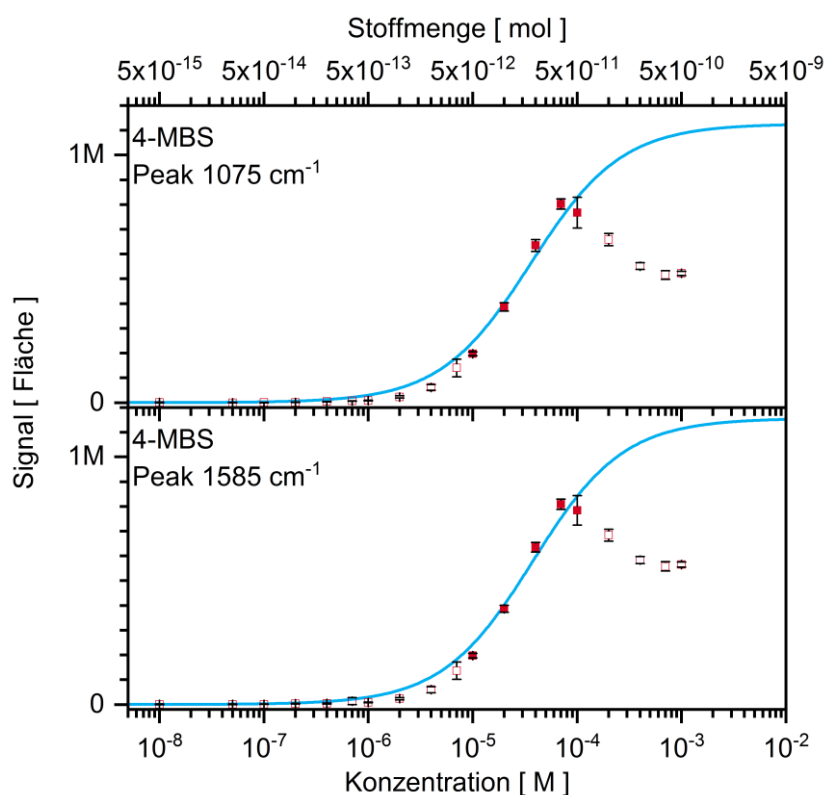 Stoffmenge [ mol ]
5x10⁻¹⁵ 5x10⁻¹⁴ 5x10⁻¹³ 5x10⁻¹² 5x10⁻¹¹ 5x10⁻¹⁰ 5x10⁻⁹
4-MBS
Peak 1075 cm⁻¹
1M
0
4-MBS
Peak 1585 cm⁻¹
1M
0
Signal [ Fläche ]
10⁻⁸ 10⁻⁷ 10⁻⁶ 10⁻⁵ 10⁻⁴ 10⁻³ 10⁻²
Konzentration [ M ]